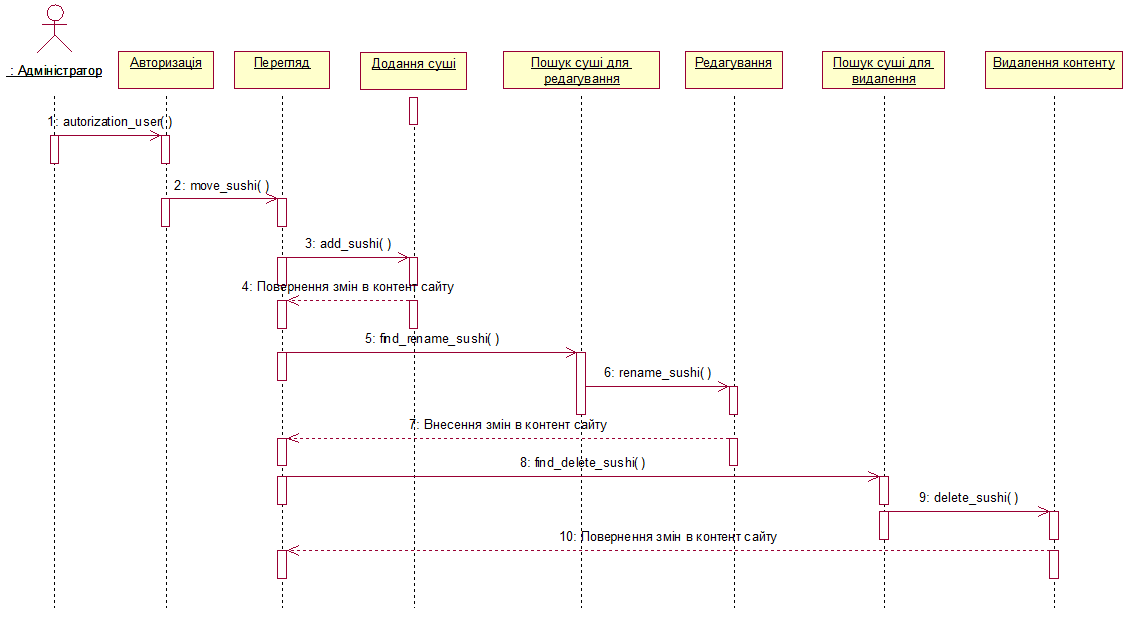 : Адміністратор
Авторизація
Перегляд
Додання суші
Пошук суші для
редагування
Редагування
Пошук суші для
видалення
Видалення контенту
1: autorization_user( )
2: move_sushi( )
3: add_sushi( )
4: Повернення змін в контент сайту
5: find_rename_sushi( )
6: rename_sushi( )
7: Внесення змін в контент сайту
8: find_delete_sushi( )
9: delete_sushi( )
10: Повернення змін в контент сайту